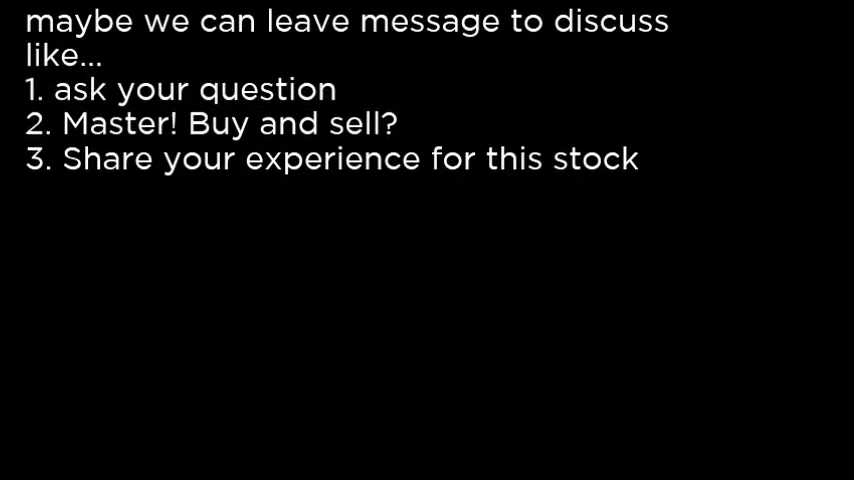 maybe we can leave message to discuss
like...
1. ask your question
2. Master! Buy and sell?
3. Share your experience for this stock